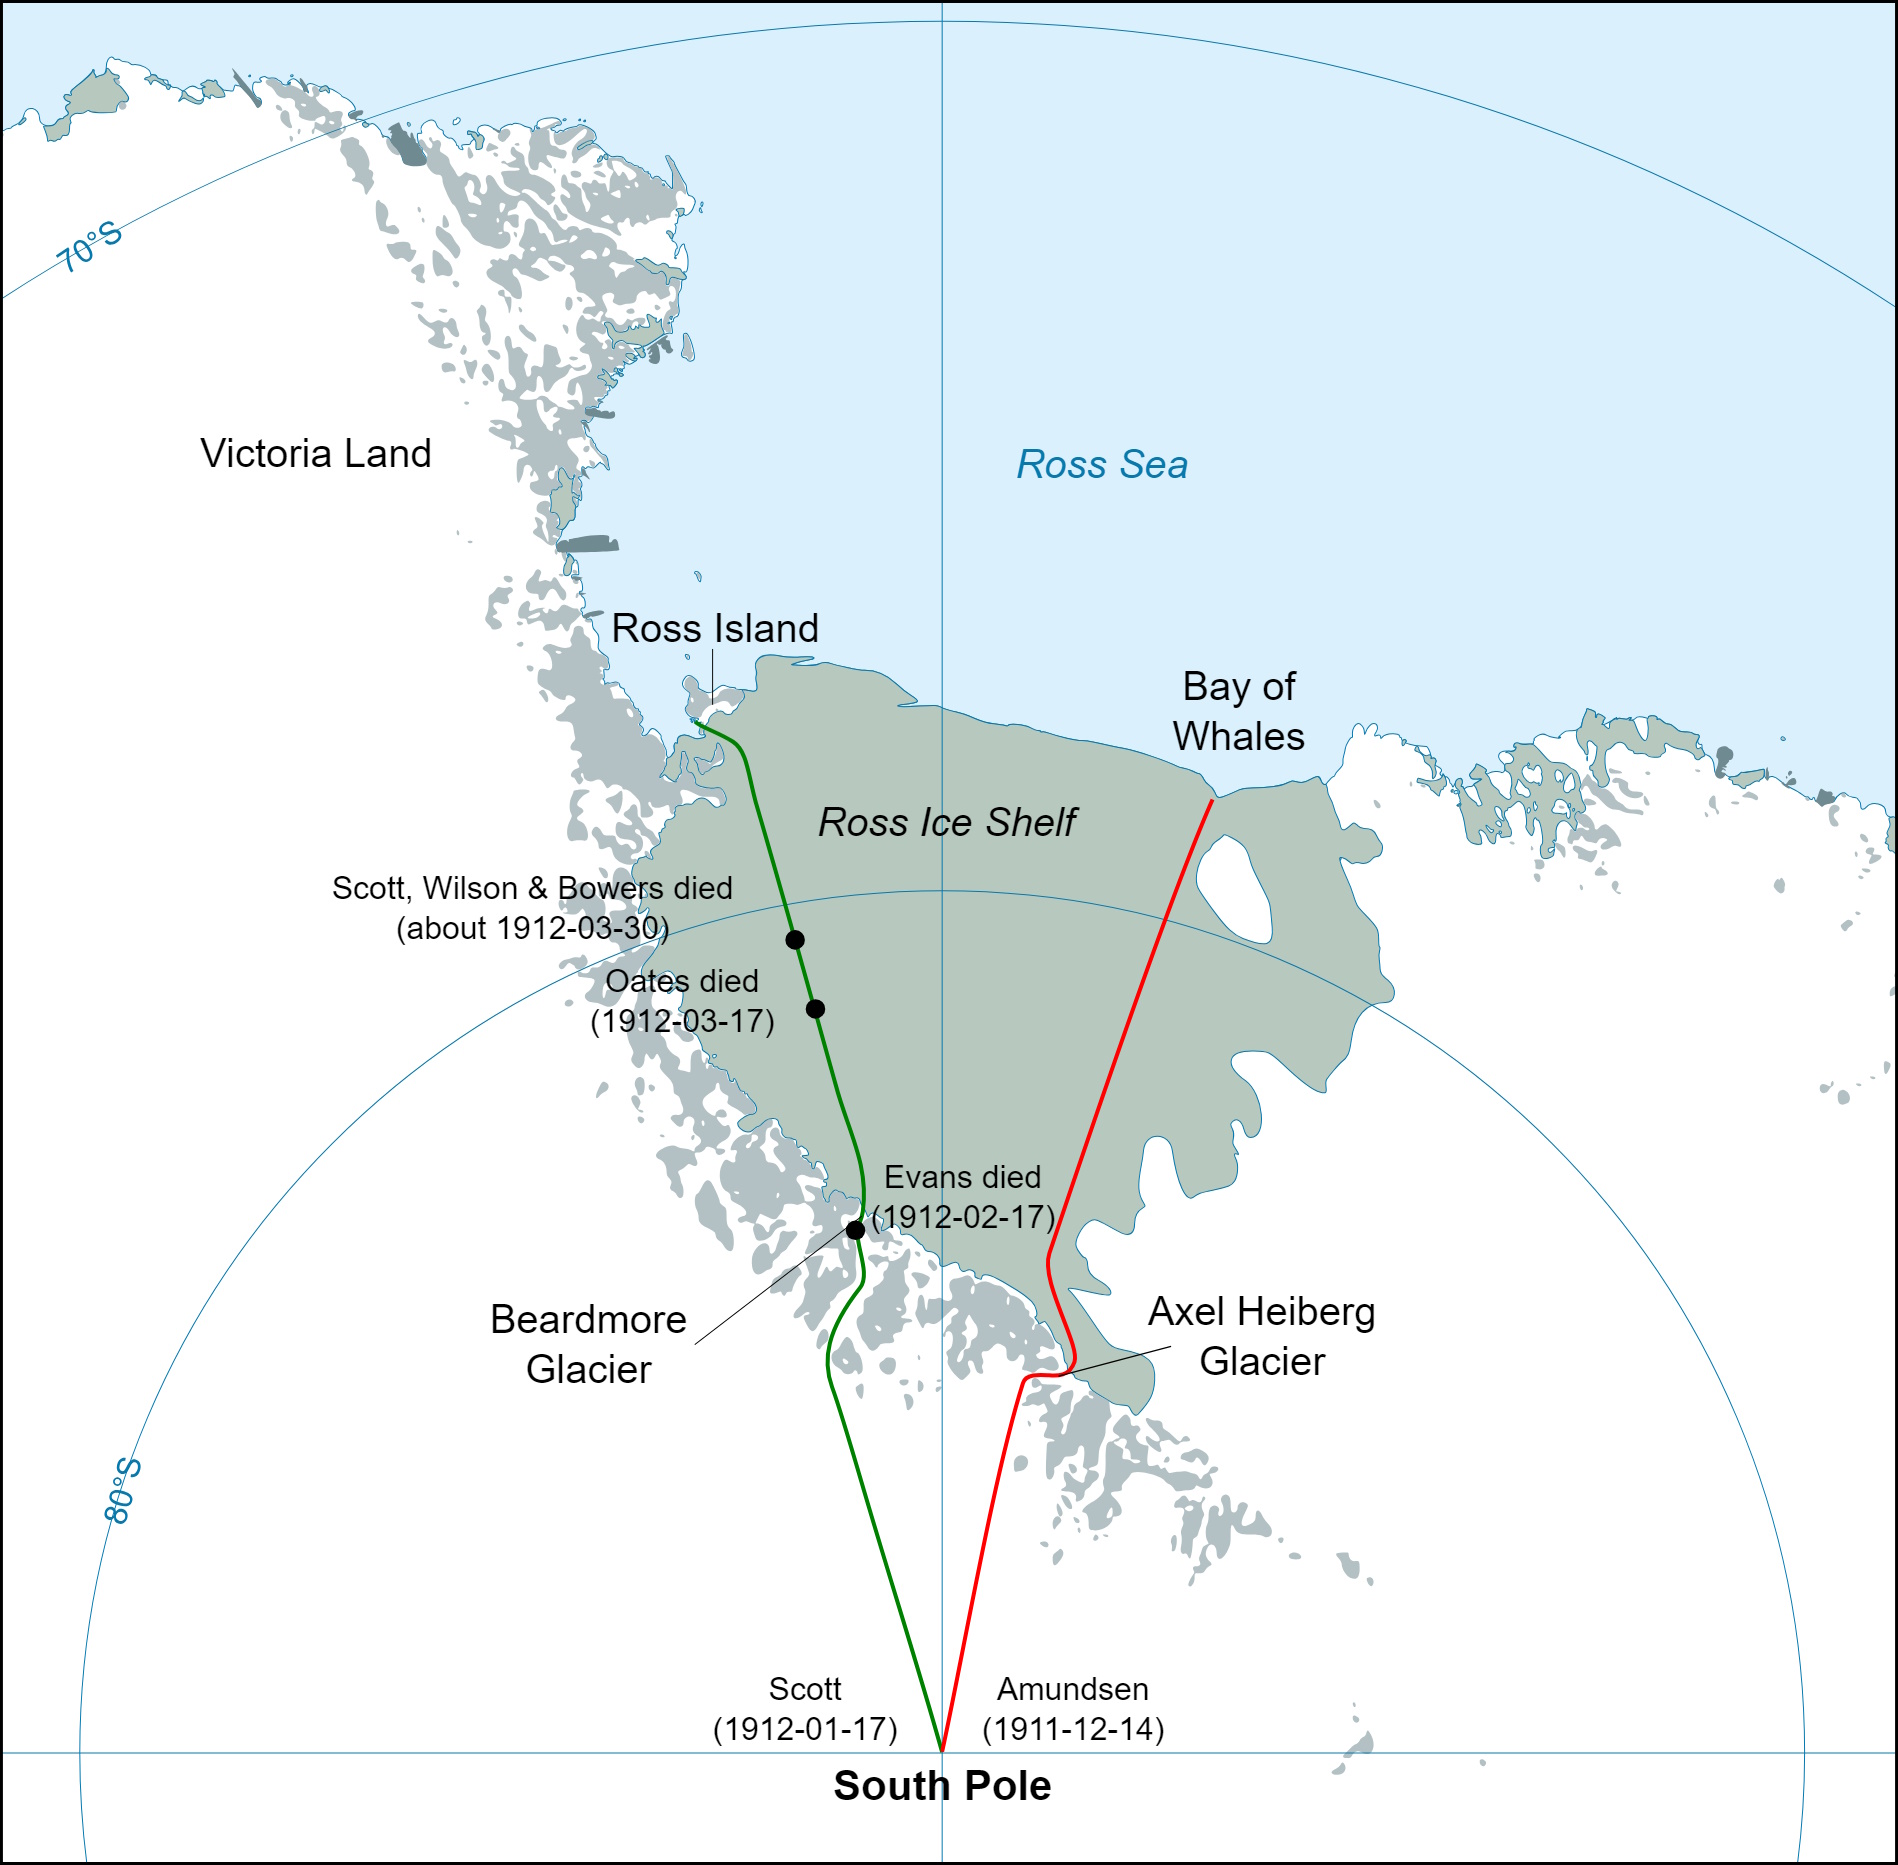 70°S
Victoria Land
Ross Sea
Ross Island
Bay of
Whales
Ross Ice Shelf
Scott, Wilson & Bowers died
(about 1912-03-30)
Oates died
(1912-03-17)
Evans died
(1912-02-17)
Beardmore
Glacier
Axel Heiberg
Glacier
80°S
Scott
(1912-01-17)
Amundsen
(1911-12-14)
South Pole